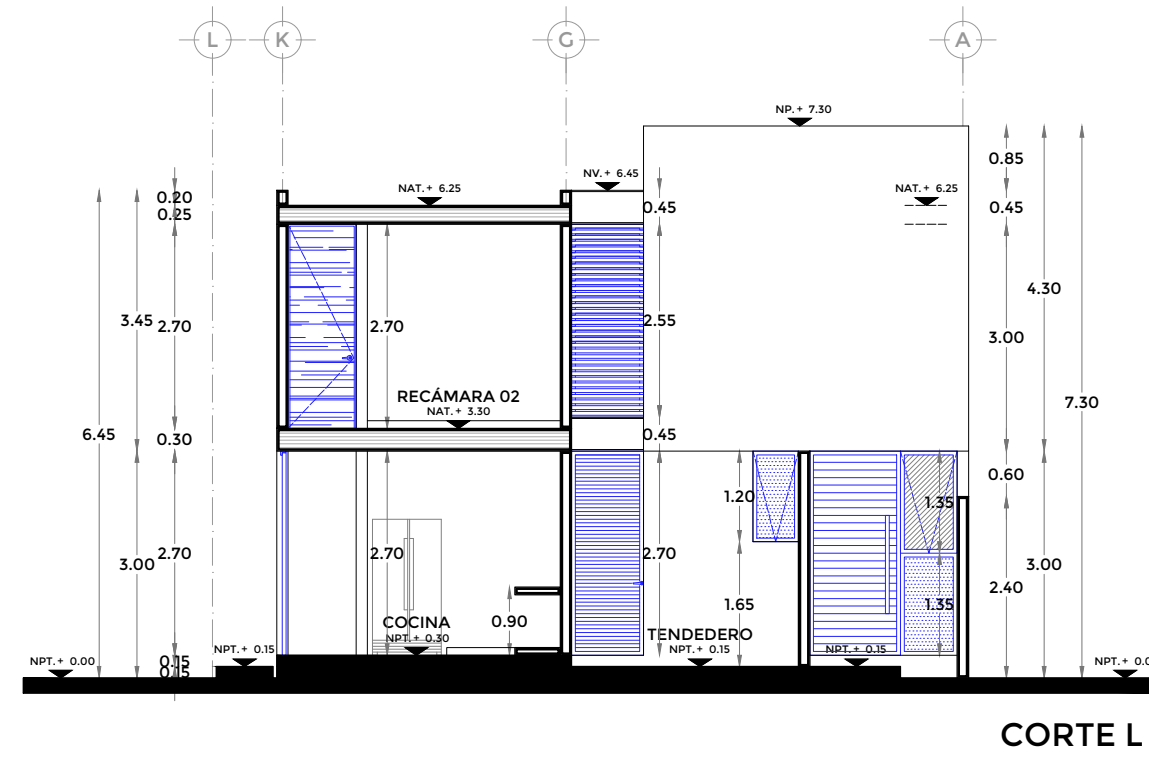 L K G A
NP.+ 7.30
0.85
NV.+ 6.45
NAT.+ 6.25
NAT.+ 6.25
0.20
0.25
0.45
0.45
4.30
3.45
2.70
2.70
2.55
3.00
7.30
RECÁMARA 02
NAT.+ 3.30
6.45
0.30
0.45
0.60
1.20
1.35
3.00
2.70
2.70
2.70
3.00
2.40
0.90
1.65
1.35
COCINA
NPT.+ 0.30
TENDEDERO
NPT.+ 0.15
NPT.+ 0.15
NPT.+ 0.15
NPT.+ 0.00
0.15
0.15
NPT.+ 0.0
CORTE L